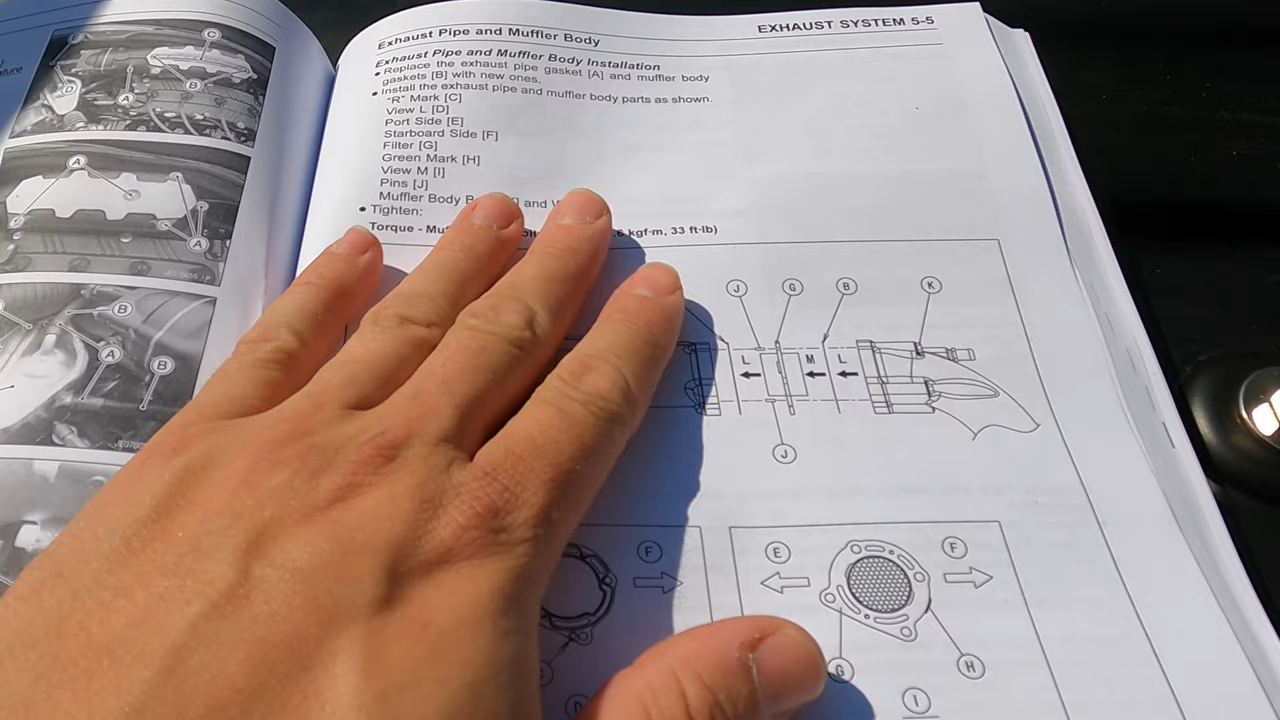 Exhaust Pipe and Muffler Body
EXHAUST SYSTEM 5-5
Exhaust Pipe and Muffler Body Installation
• Replace the exhaust pipe gasket [A] and muffler body
gaskets [B] with new ones.
• Install the exhaust pipe and muffler body parts as shown.
"R" Mark [C]
View L [D]
Port Side [E]
Starboard Side [F]
Filter [G]
Green Mark [H]
View M [I]
Pins [J]
Muffler Body and
• Tighten:
Torque - kgf·m, 33 ft·lb)
J G B K
L M L
J
F
E F
G H
I
D
C
A B
A
A
B
A
B